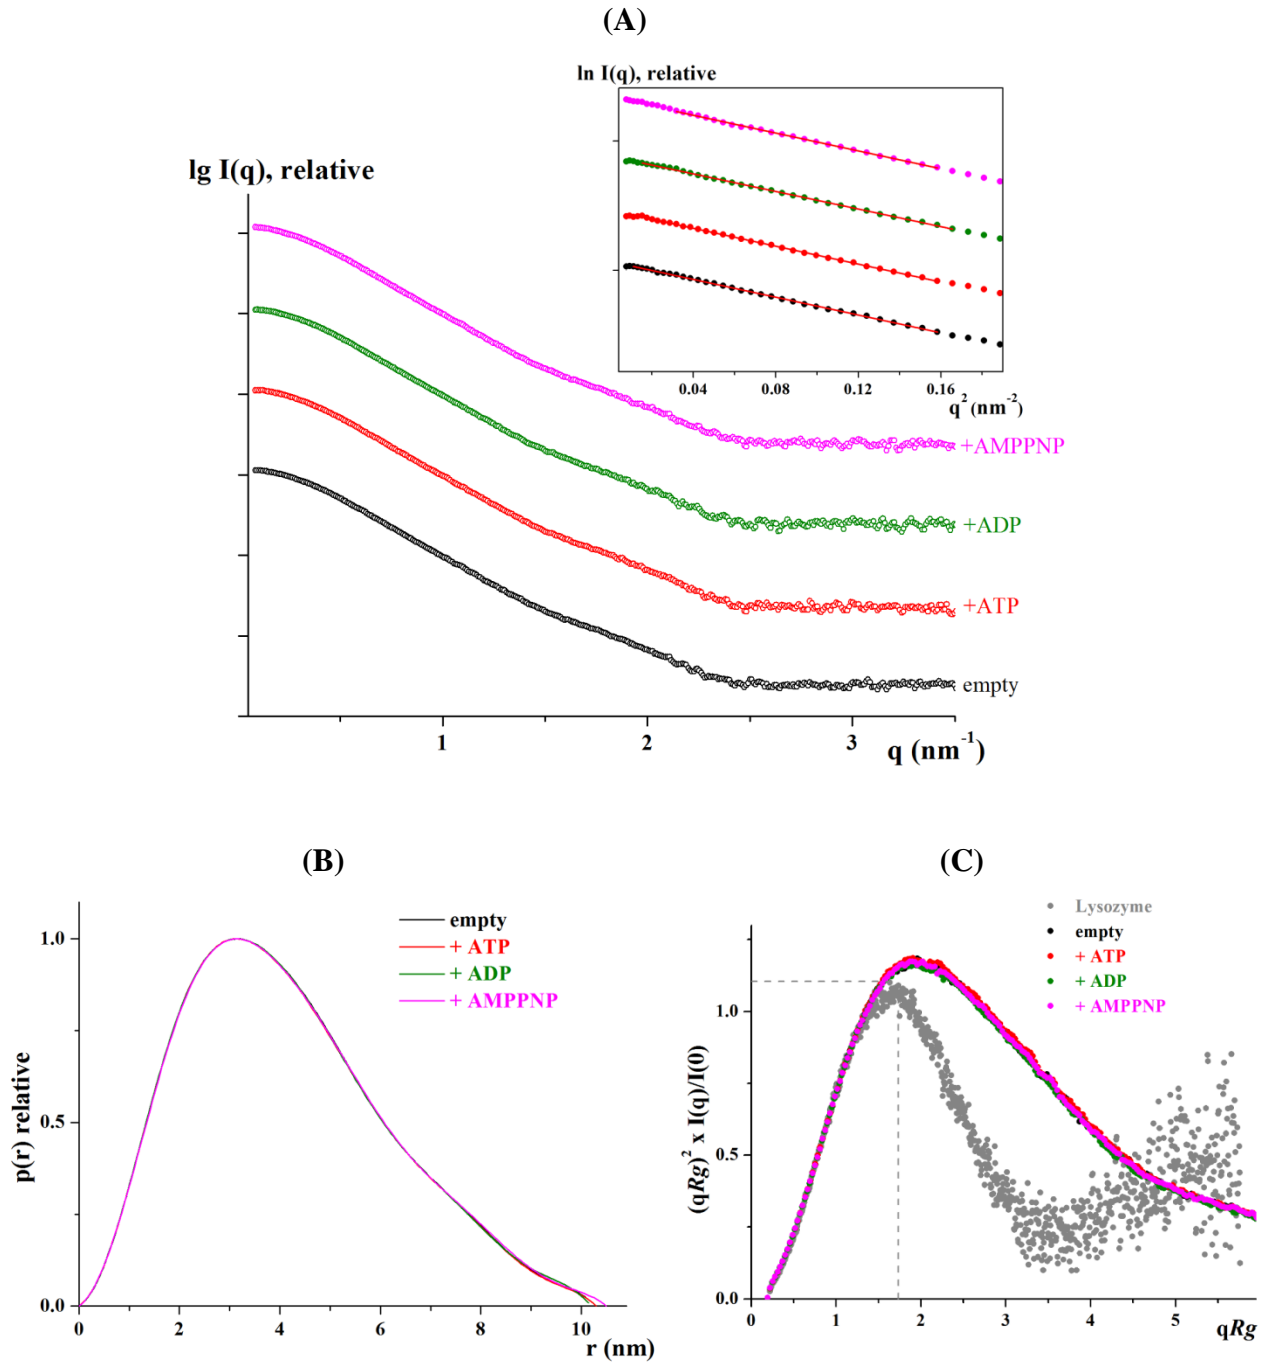 (A)
ln I(q), relative
0.04 0.08 0.12 0.16
q² (nm⁻²)
lg I(q), relative
+AMPPNP
+ADP
+ATP
empty
1 2 3
q (nm⁻¹)
(B)
empty
+ ATP
+ ADP
+ AMPPNP
p(r) relative
1.0
0.5
0.0
0 2 4 6 8 10
r (nm)
(C)
Lysozyme
empty
+ ATP
+ ADP
+ AMPPNP
(qRg)² x I(q)/I(0)
1.0
0.5
0.0
0 1 2 3 4 5
qRg